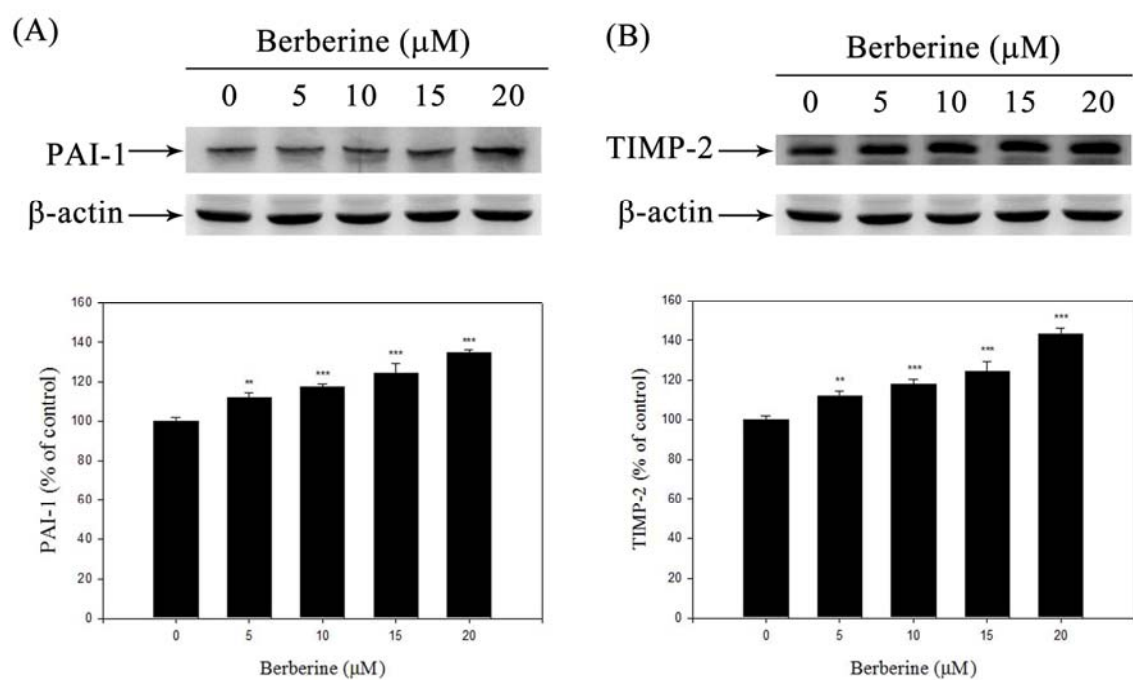 (A)
Berberine (μM)
0 5 10 15 20
PAI-1
β-actin
160
140
120
100
80
60
40
20
0
PAI-1 (% of control)
** *** *** ***
0 5 10 15 20
Berberine (μM)
(B)
Berberine (μM)
0 5 10 15 20
TIMP-2
β-actin
160
140
120
100
80
60
40
20
0
TIMP-2 (% of control)
** *** *** ***
0 5 10 15 20
Berberine (μM)